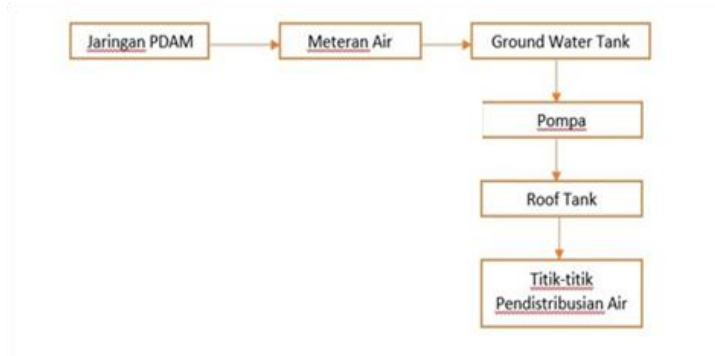 Jaringan PDAM
Meteran Air
Ground Water Tank
Pompa
Roof Tank
Titik-titik
Pendistribusian Air